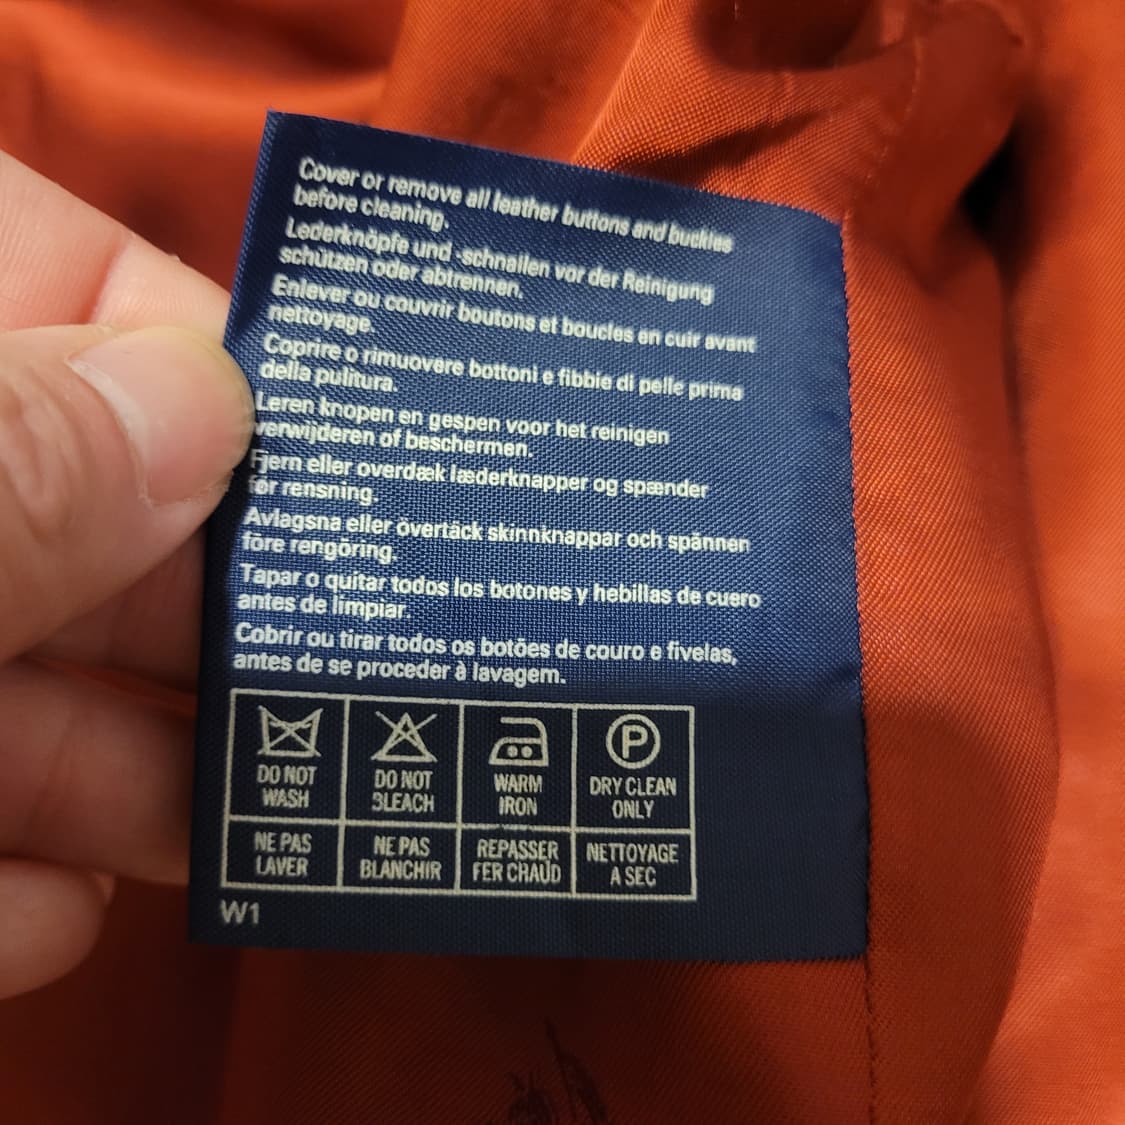 Cover or remove all leather buttons and buckles
before cleaning.
Lederknöpfe und -schnallen vor der Reinigung
schützen oder abtrennen.
Enlever ou couvrir boutons et boucles en cuir avant
nettoyage.
Coprire o rimuovere bottoni e fibbie di pelle prima
della pulitura.
Leren knopen en gespen voor het reinigen
verwijderen of beschermen.
Fjern eller overdæk læderknapper og spænder
før rensning.
Avlagsna eller övertäck skinnknappar och spännen
före rengöring.
Tapar o quitar todos los botones y hebillas de cuero
antes de limpiar.
Cobrir ou tirar todos os botões de couro e fivelas,
antes de se proceder à lavagem.
P
DO NOT WASH
DO NOT BLEACH
WARM IRON
DRY CLEAN ONLY
NE PAS LAVER
NE PAS BLANCHIR
REPASSER FER CHAUD
NETTOYAGE A SEC
W1